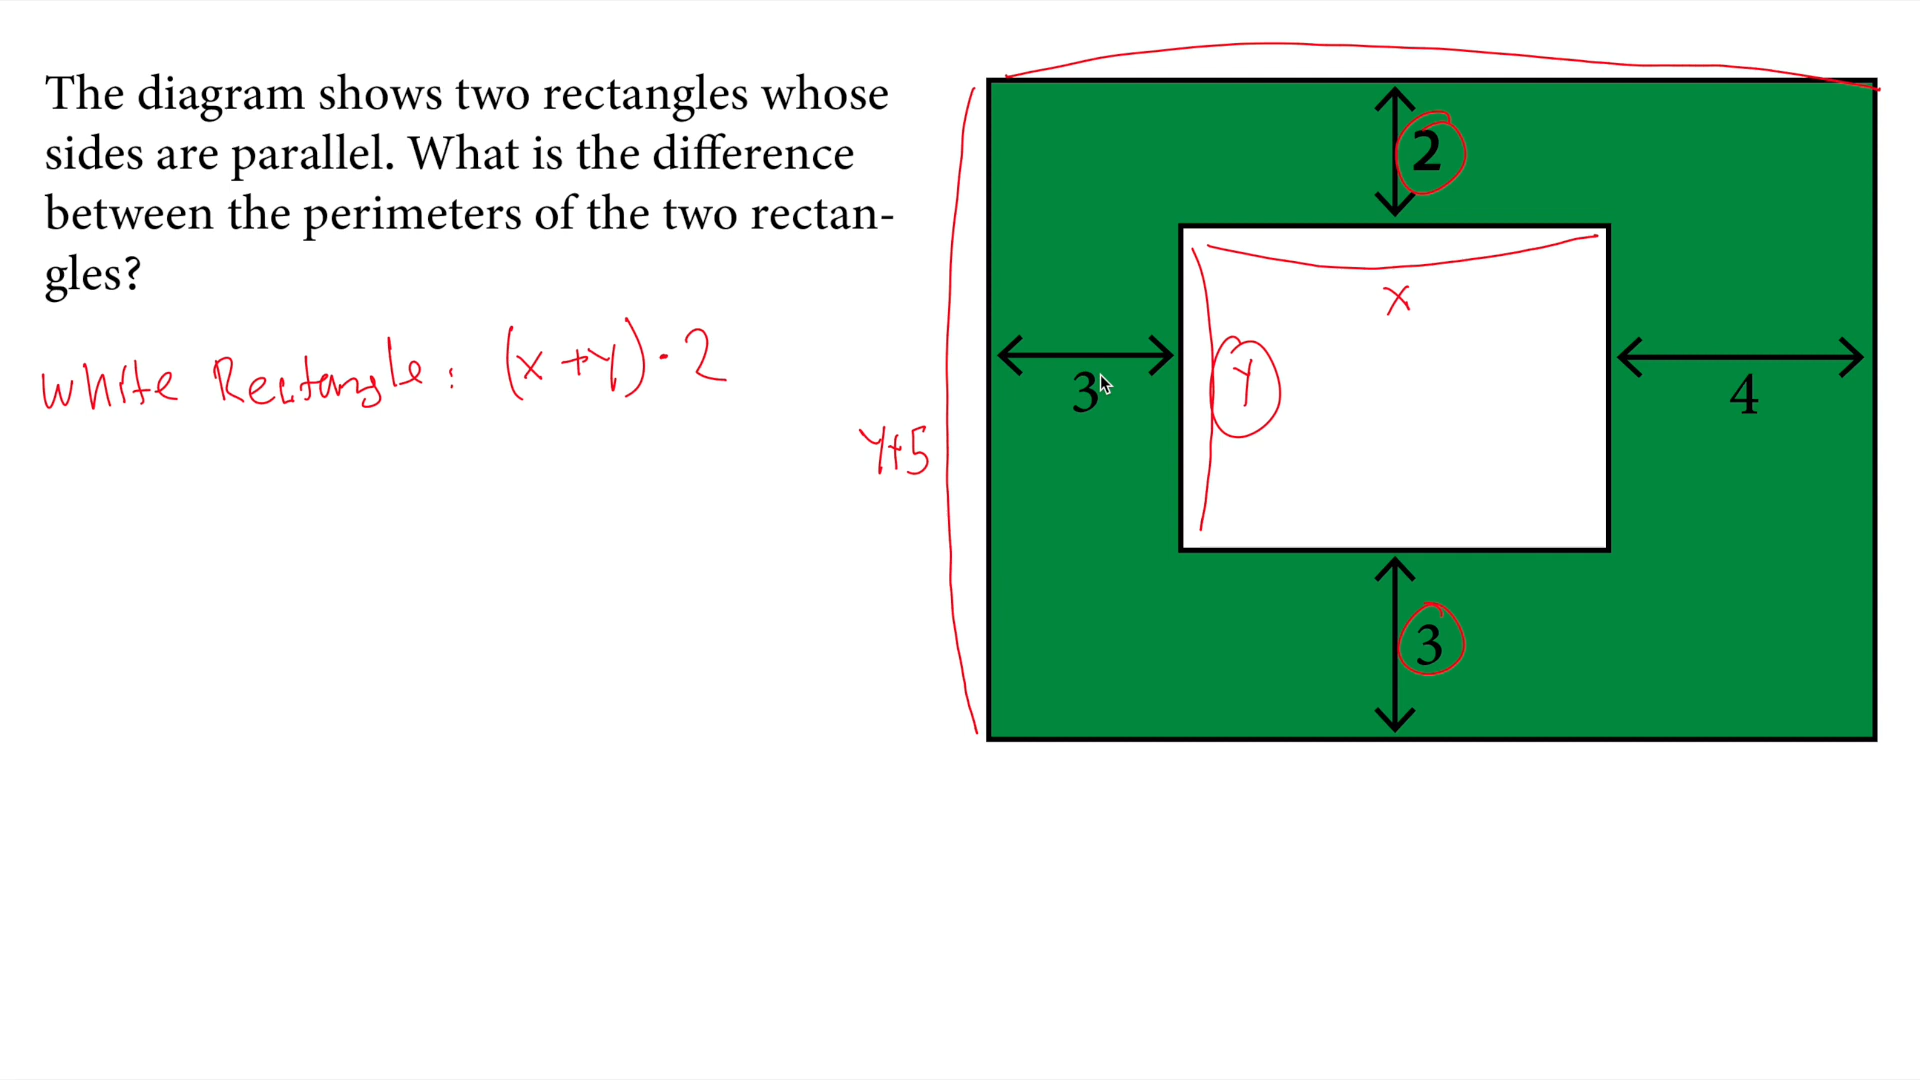 The diagram shows two rectangles whose
sides are parallel. What is the difference
between the perimeters of the two rectan-
gles?
White Rectangle: (x+y)·2
y+5
2
x
y
3
4
3